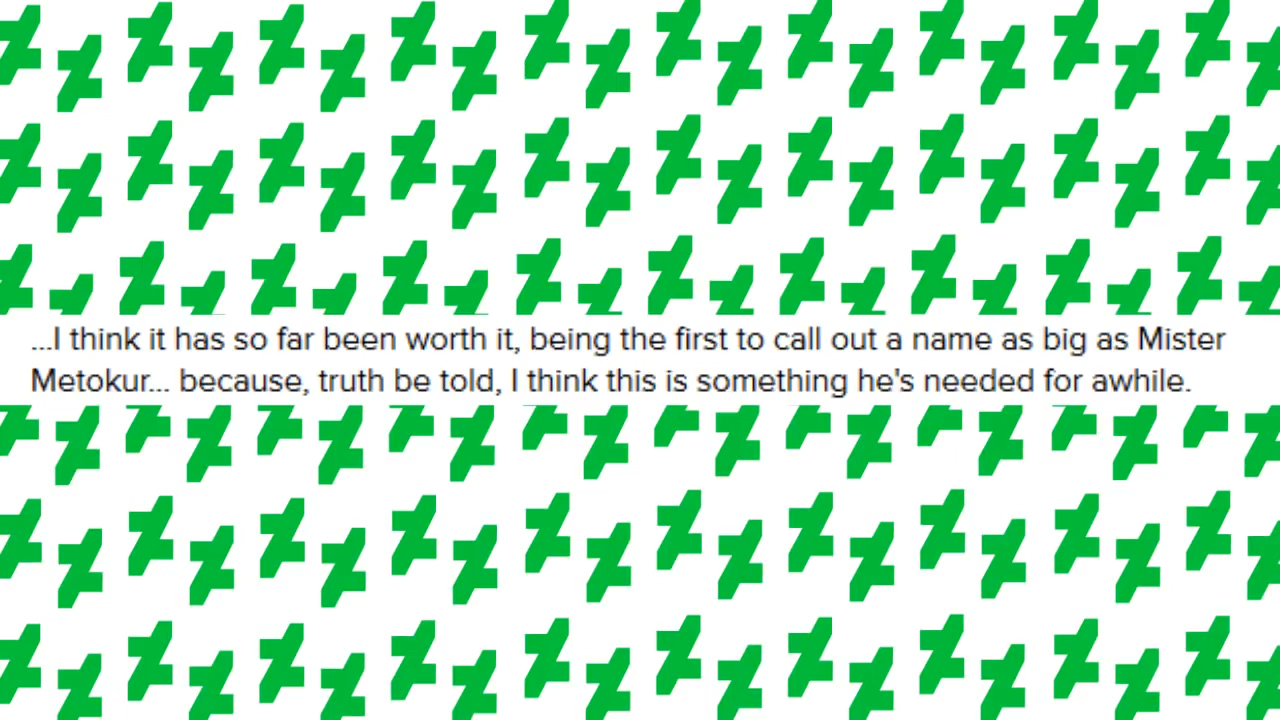 ...I think it has so far been worth it, being the first to call out a name as big as Mister
Metokur... because, truth be told, I think this is something he's needed for awhile.